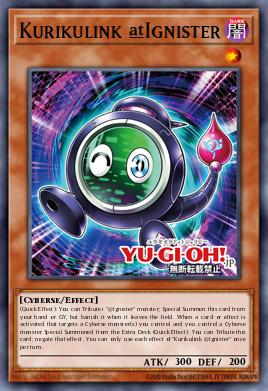 Kurikulink @Ignister
DARK
闇
YU-GI-OH!.jp
無断転載禁止
[CYBERSE/EFFECT]
(Quick Effect): You can Tribute 1 "@Ignister" monster; Special Summon this card
from your hand or GY, but banish it when it leaves the field. When a card or effect is
activated that targets a Cyberse monster(s) you control and you control a Cyberse
monster Special Summoned from the Extra Deck (Quick Effect): You can Tribute this
card; negate that effect. You can only use each effect of "Kurikulink @Ignister" once
per turn.
ATK/ 300 DEF/ 200